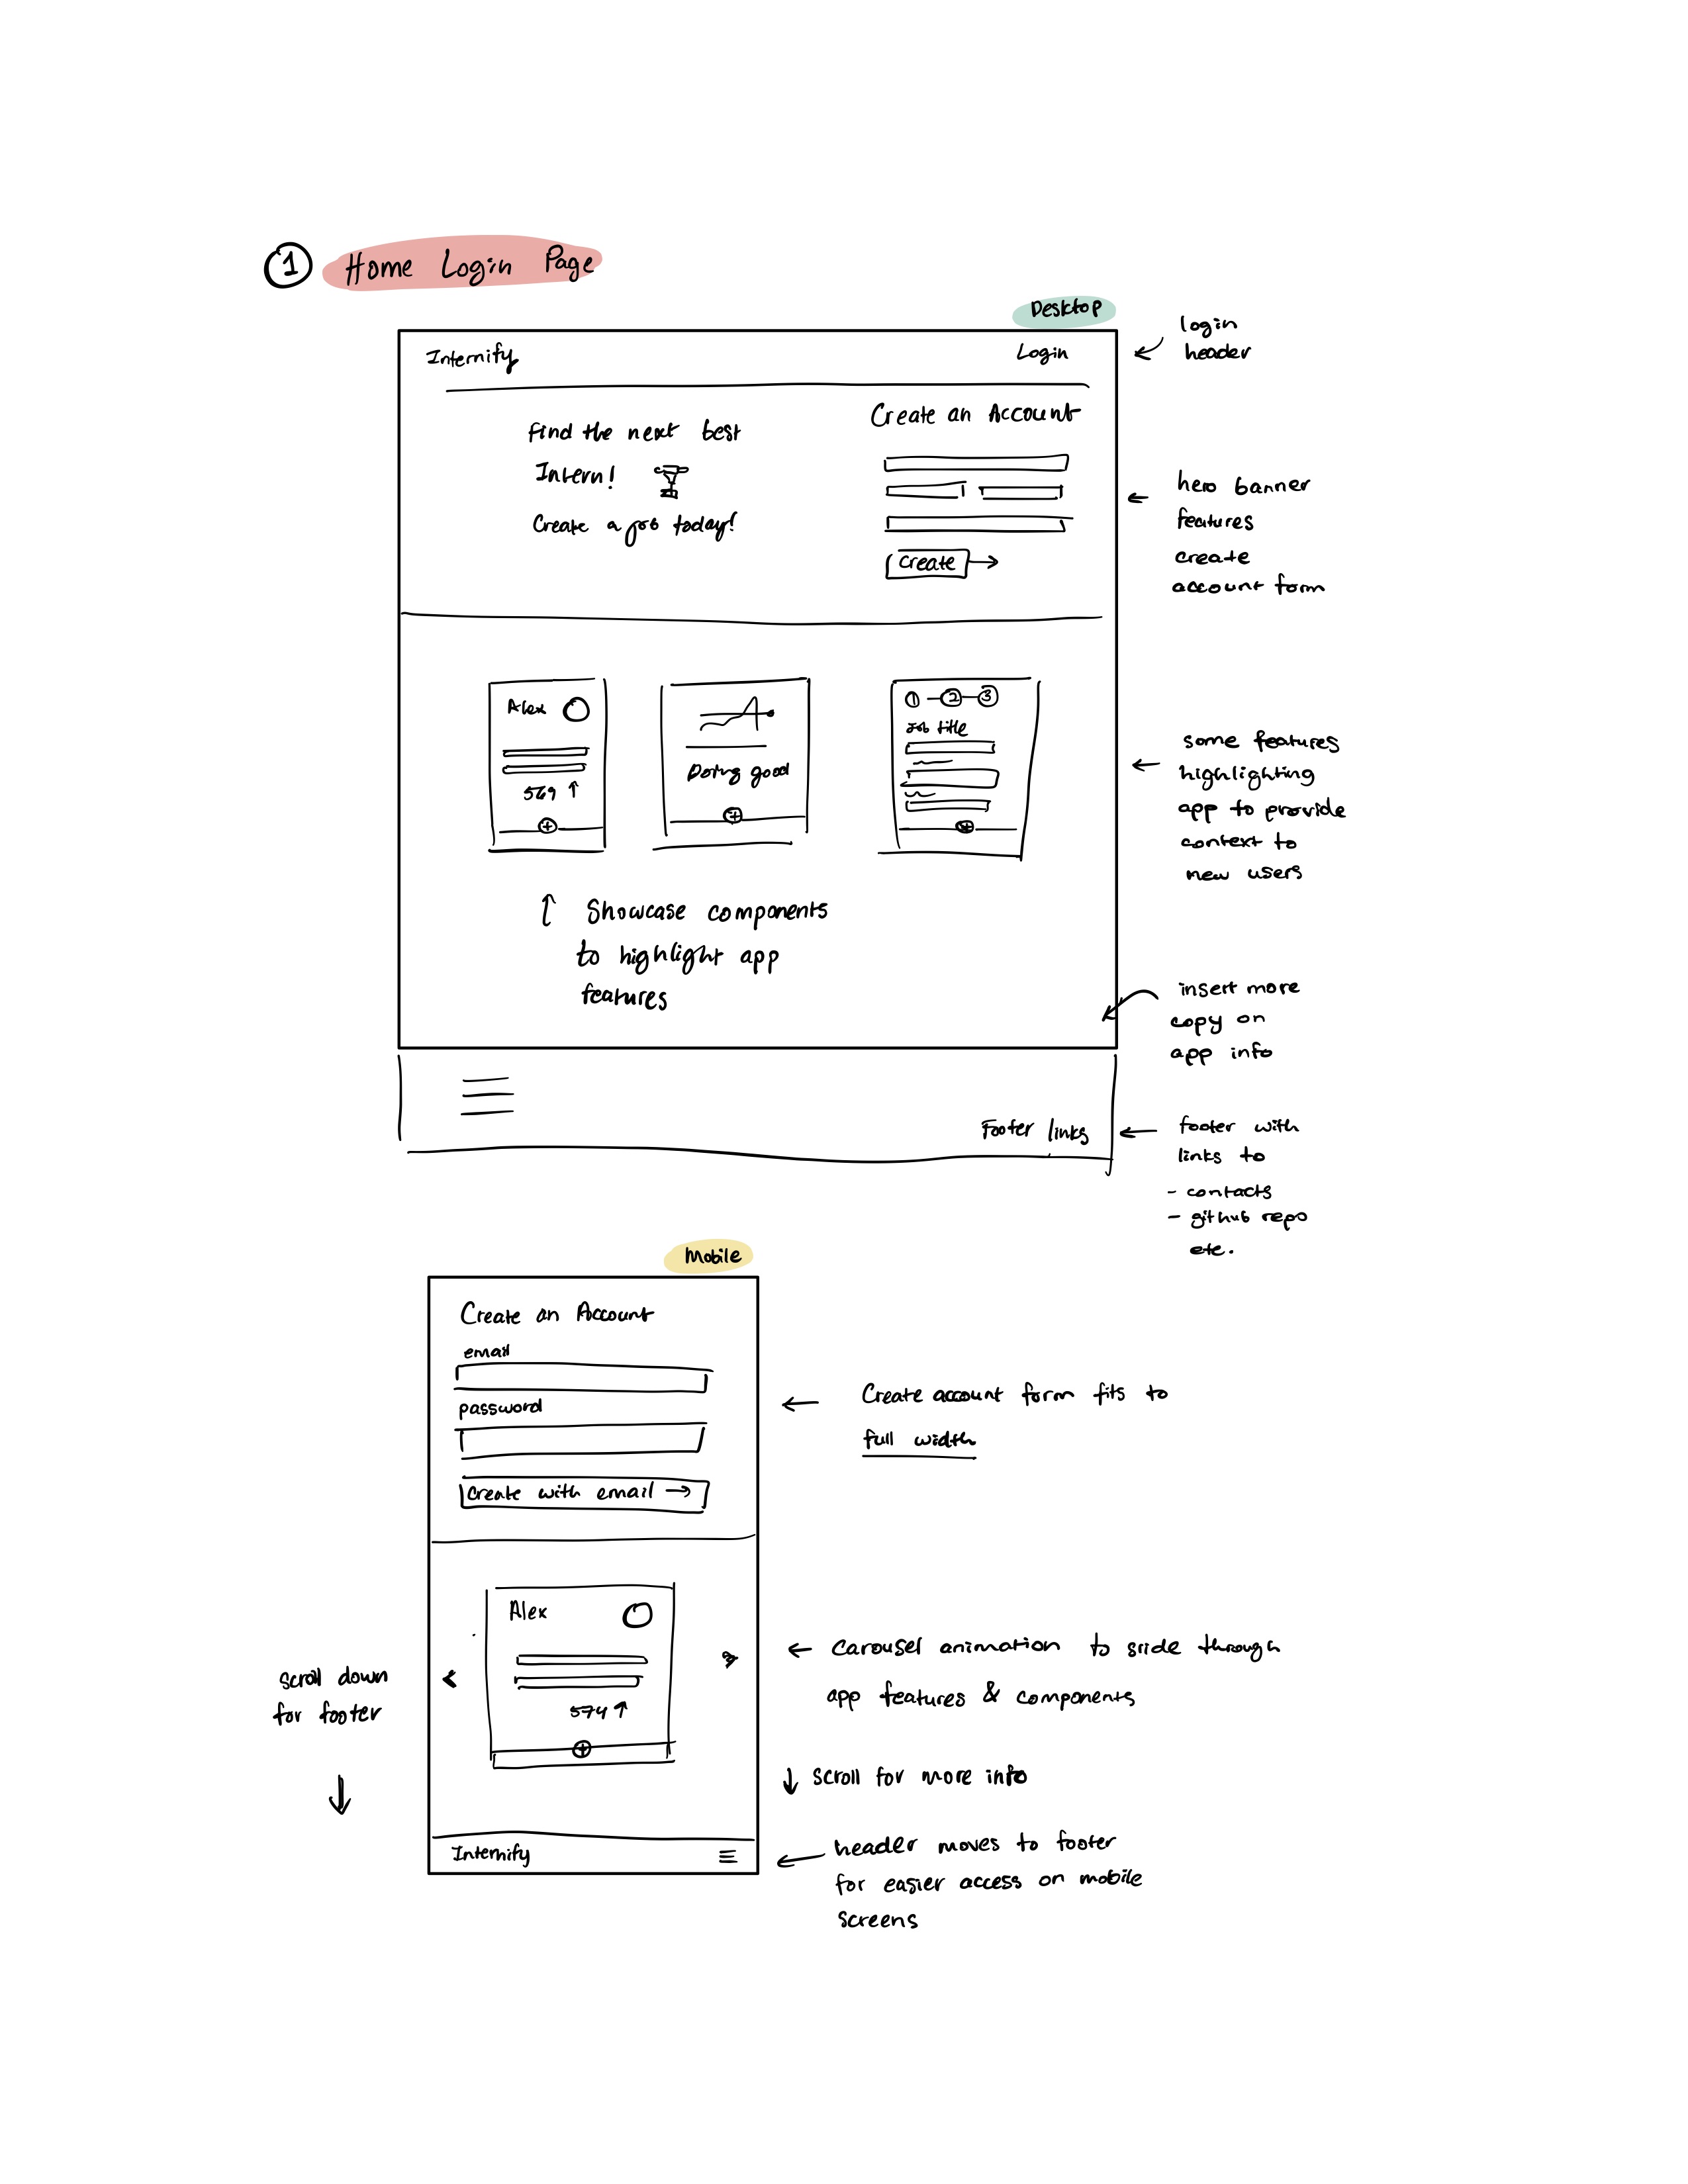 1 Home Login Page
Desktop
Internify
Login
login
header
Find the next best
Intern!
Create a job today!
Create an Account
Create
hero banner
features
create
account form
Alex
569
Doing good
1 2 3
Job title
some features
highlighting
app to provide
context to
new users
Showcase components
to highlight app
features
insert more
copy on
app info
Footer links
footer with
links to
- contacts
- github repo
etc.
Mobile
Create an Account
email
password
Create with email →
Create account form fits to
full width
Alex
574
carousel animation to slide through
app features & components
scroll down
for footer
scroll for more info
Internify
header moves to footer
for easier access on mobile
screens